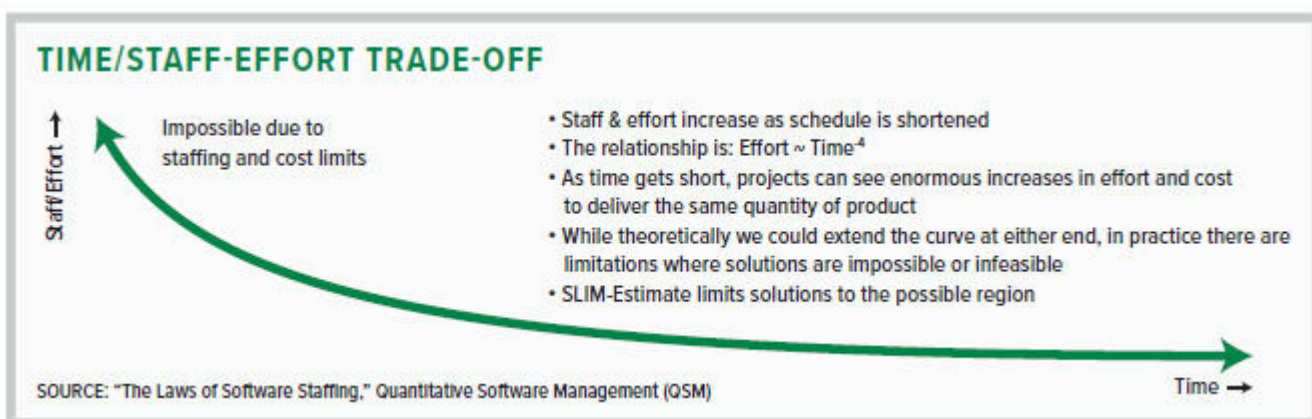 TIME/STAFF-EFFORT TRADE-OFF
Staff/Effort →
Impossible due to
staffing and cost limits
• Staff & effort increase as schedule is shortened
• The relationship is: Effort ~ Time⁻⁴
• As time gets short, projects can see enormous increases in effort and cost
to deliver the same quantity of product
• While theoretically we could extend the curve at either end, in practice there are
limitations where solutions are impossible or infeasible
• SLIM-Estimate limits solutions to the possible region
SOURCE: "The Laws of Software Staffing," Quantitative Software Management (QSM)
Time →